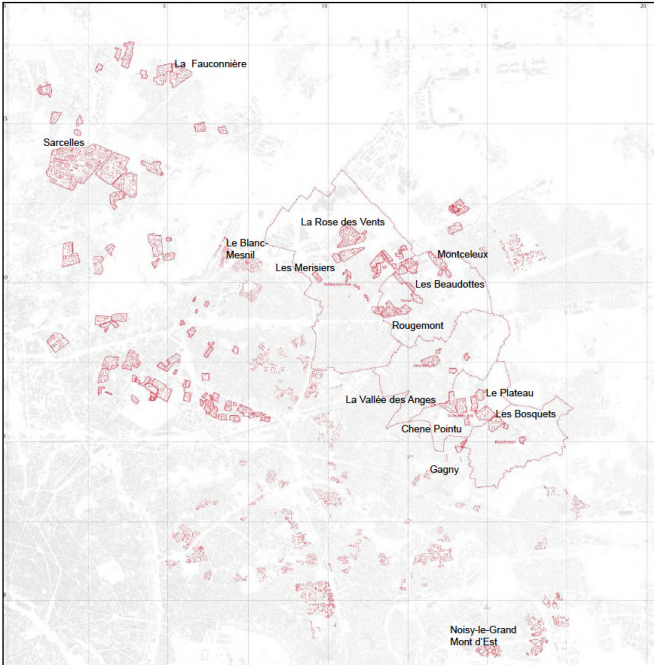 5
10
15
20
La Fauconnière
Sarcelles
La Rose des Vents
Le Blanc-
Mesnil
Montceleux
Les Merisiers
Les Beaudottes
Rougemont
Le Plateau
La Vallée des Anges
Les Bosquets
Chene Pointu
Gagny
Noisy-le-Grand
Mont d'Est